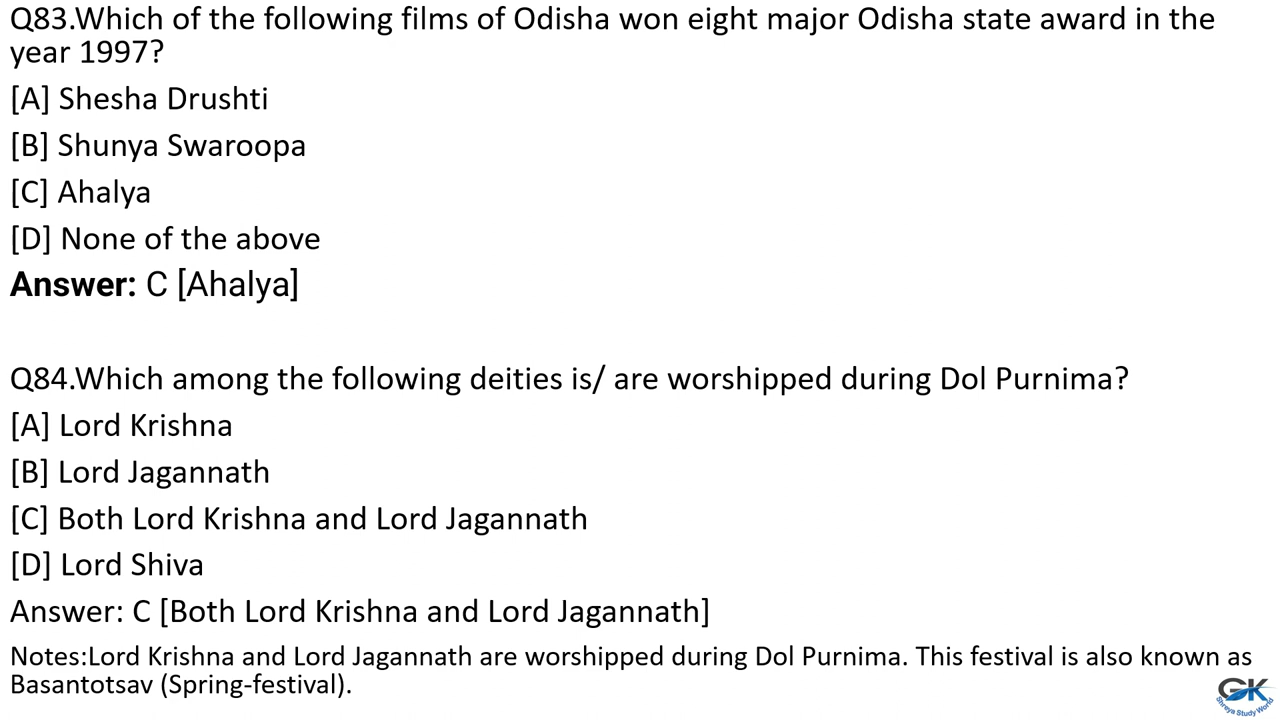 Q83.Which of the following films of Odisha won eight major Odisha state award in the
year 1997?
[A] Shesha Drushti
[B] Shunya Swaroopa
[C] Ahalya
[D] None of the above
Answer: C [Ahalya]
Q84.Which among the following deities is/ are worshipped during Dol Purnima?
[A] Lord Krishna
[B] Lord Jagannath
[C] Both Lord Krishna and Lord Jagannath
[D] Lord Shiva
Answer: C [Both Lord Krishna and Lord Jagannath]
Notes:Lord Krishna and Lord Jagannath are worshipped during Dol Purnima. This festival is also known as
Basantotsav (Spring-festival).
GK
Shreya Study World